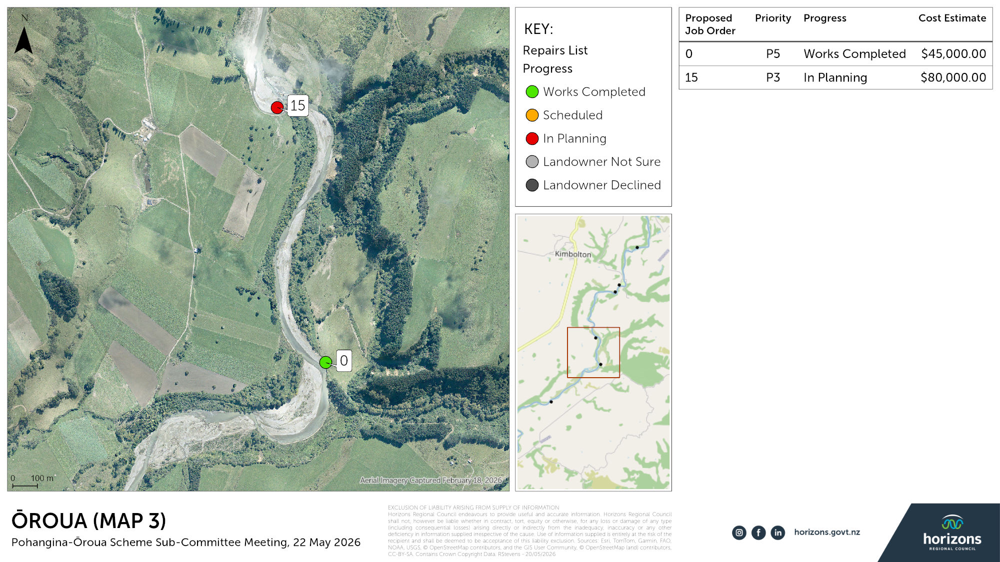 N
15
0
0 100 m
Aerial Imagery Captured February 18, 2026
KEY:
Repairs List
Progress
Works Completed
Scheduled
In Planning
Landowner Not Sure
Landowner Declined
Kimbolton
Proposed Job Order Priority Progress Cost Estimate
0 P5 Works Completed $45,000.00
15 P3 In Planning $80,000.00
ŌROUA (MAP 3)
Pohangina-Ōroua Scheme Sub-Committee Meeting, 22 May 2026
EXCLUSION OF LIABILITY ARISING FROM SUPPLY OF INFORMATION
Horizons Regional Council endeavours to provide useful and accurate information. Horizons Regional Council
shall not, however be liable whether in contract, tort, equity or otherwise, for any loss or damage of any type
(including consequential losses) arising directly or indirectly from the inadequacy, inaccuracy or any other
deficiency in information supplied irrespective of the cause. Use of information supplied is entirely at the risk of the
recipient and shall be deemed to be acceptance of this liability exclusion. Sources: Esri, TomTom, Garmin, FAO,
NOAA, USGS, © OpenStreetMap contributors, and the GIS User Community, © OpenStreetMap (and) contributors,
CC-BY-SA. Contains Crown Copyright Data. RStevens - 20/05/2026
horizons.govt.nz
horizons
REGIONAL COUNCIL